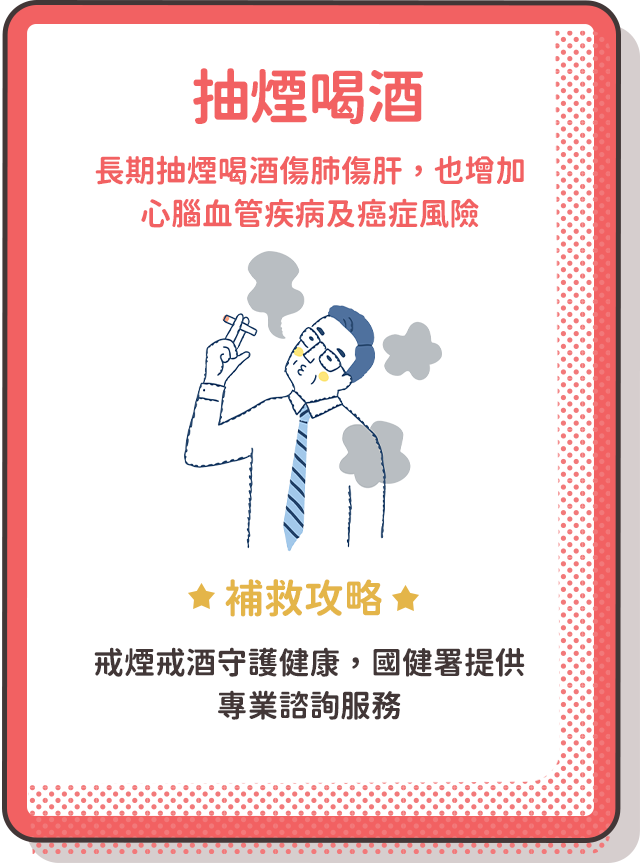 抽煙喝酒
長期抽煙喝酒傷肺傷肝，也增加
心腦血管疾病及癌症風險
補救攻略
戒煙戒酒守護健康，國健署提供
專業諮詢服務